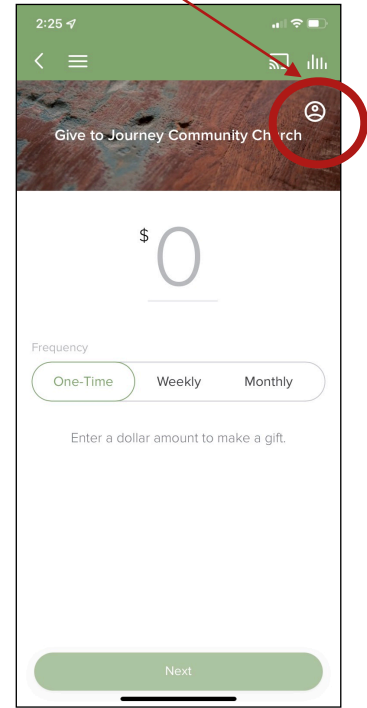 2:25
Give to Journey Community Church
$
0
Frequency
One-Time Weekly Monthly
Enter a dollar amount to make a gift.
Next